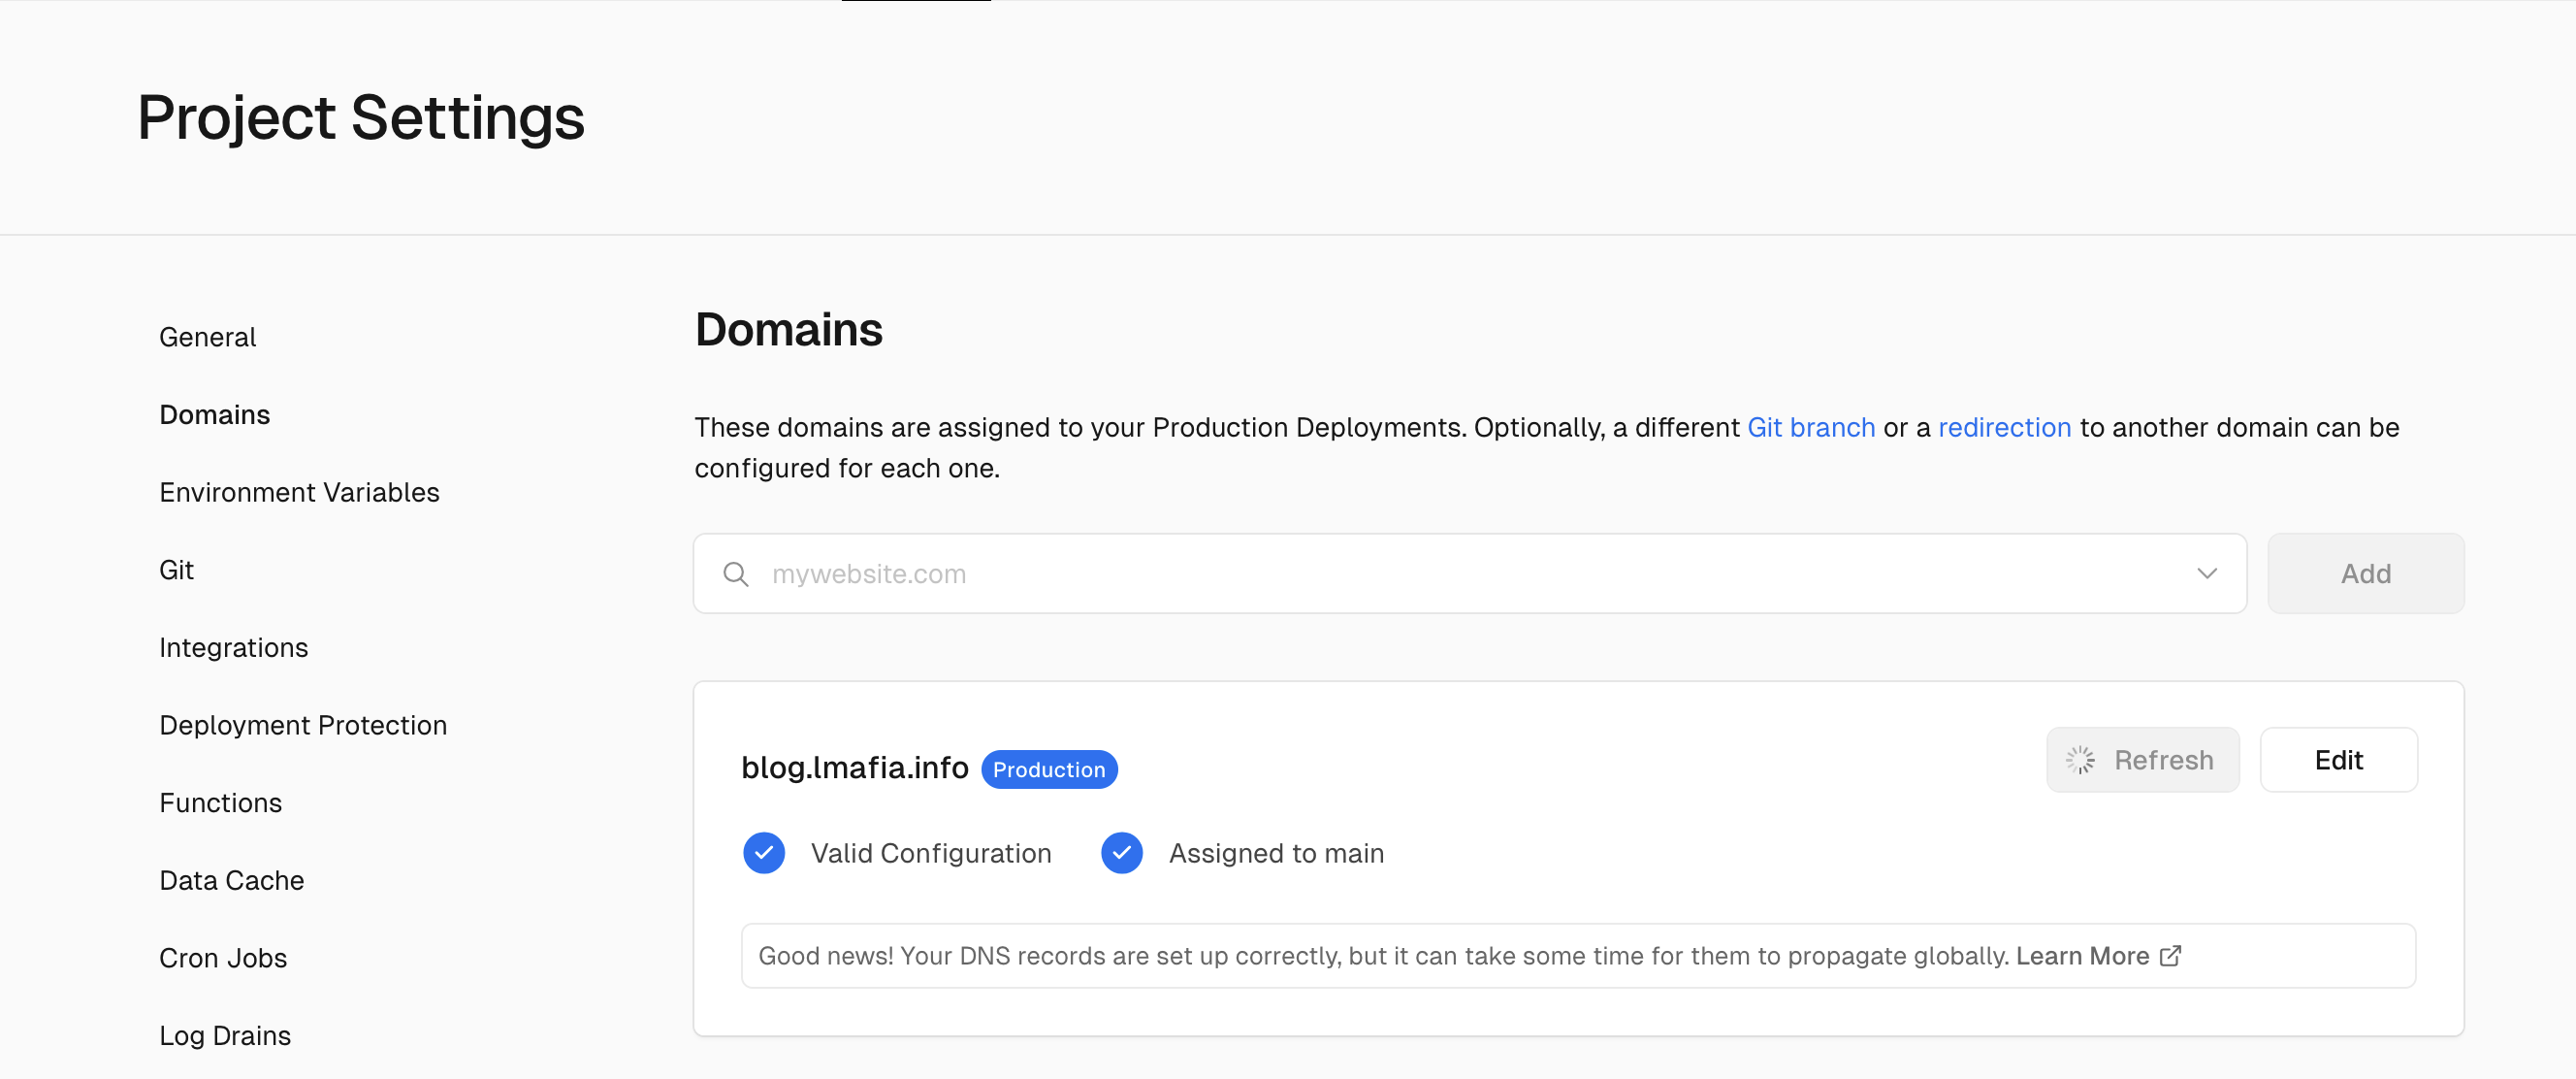 Project Settings
General
Domains
Environment Variables
Git
Integrations
Deployment Protection
Functions
Data Cache
Cron Jobs
Log Drains
Domains
These domains are assigned to your Production Deployments. Optionally, a different Git branch or a redirection to another domain can be
configured for each one.
mywebsite.com
Add
blog.lmafia.info Production
Refresh
Edit
Valid Configuration
Assigned to main
Good news! Your DNS records are set up correctly, but it can take some time for them to propagate globally. Learn More